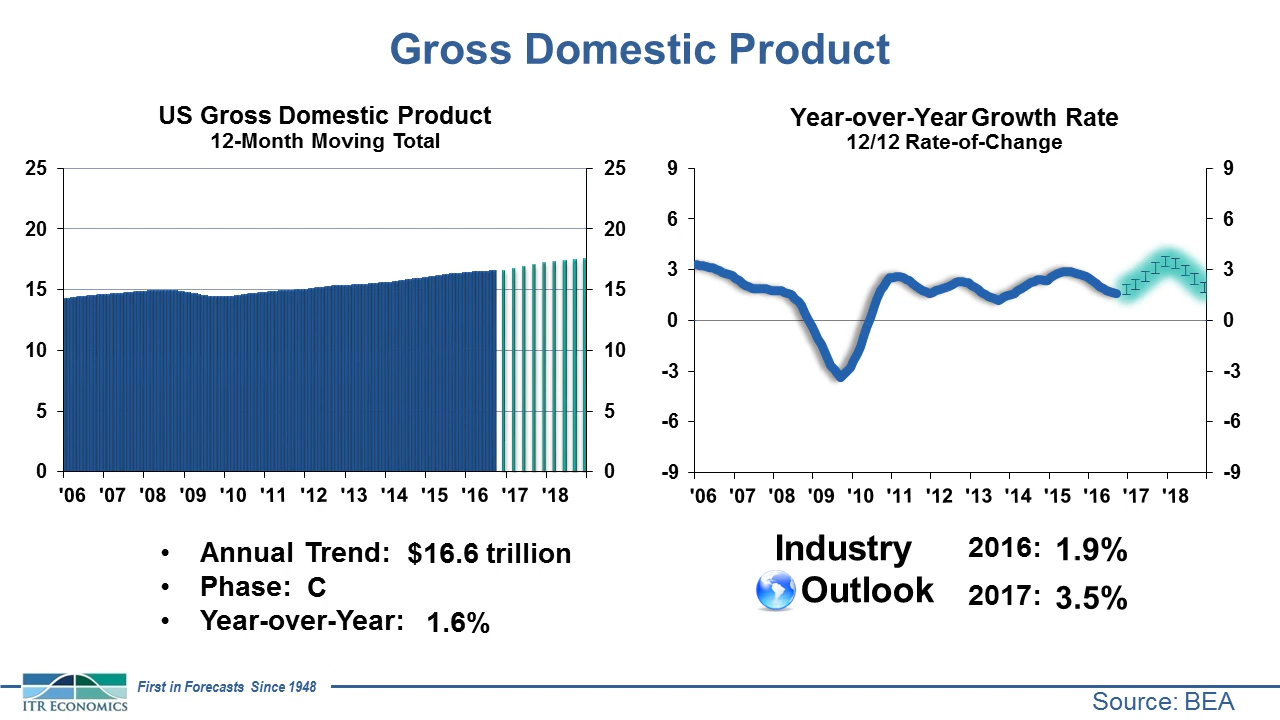 Gross Domestic Product
US Gross Domestic Product
12-Month Moving Total
25
20
15
10
5
0
25
20
15
10
5
0
'06 '07 '08 '09 '10 '11 '12 '13 '14 '15 '16 '17 '18
Year-over-Year Growth Rate
12/12 Rate-of-Change
9
6
3
0
-3
-6
-9
9
6
3
0
-3
-6
-9
'06 '07 '08 '09 '10 '11 '12 '13 '14 '15 '16 '17 '18
• Annual Trend: $16.6 trillion
• Phase: C
• Year-over-Year: 1.6%
Industry
Outlook
2016: 1.9%
2017: 3.5%
ITR ECONOMICS
First in Forecasts Since 1948
Source: BEA